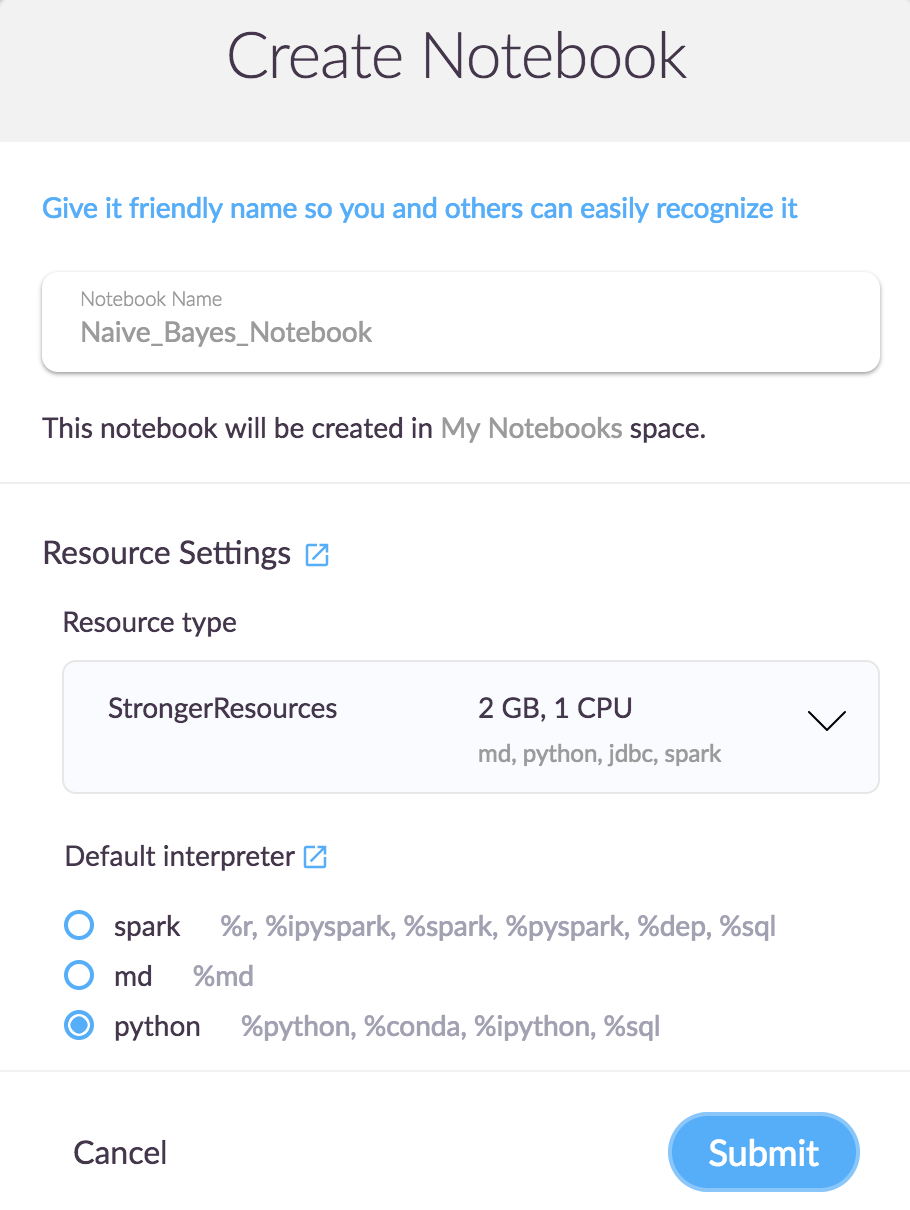 Create Notebook
Give it friendly name so you and others can easily recognize it
Notebook Name
Naive_Bayes_Notebook
This notebook will be created in My Notebooks space.
Resource Settings
Resource type
StrongerResources 2 GB, 1 CPU
md, python, jdbc, spark
Default interpreter
spark %r, %ipyspark, %spark, %pyspark, %dep, %sql
md %md
python %python, %conda, %ipython, %sql
Cancel Submit